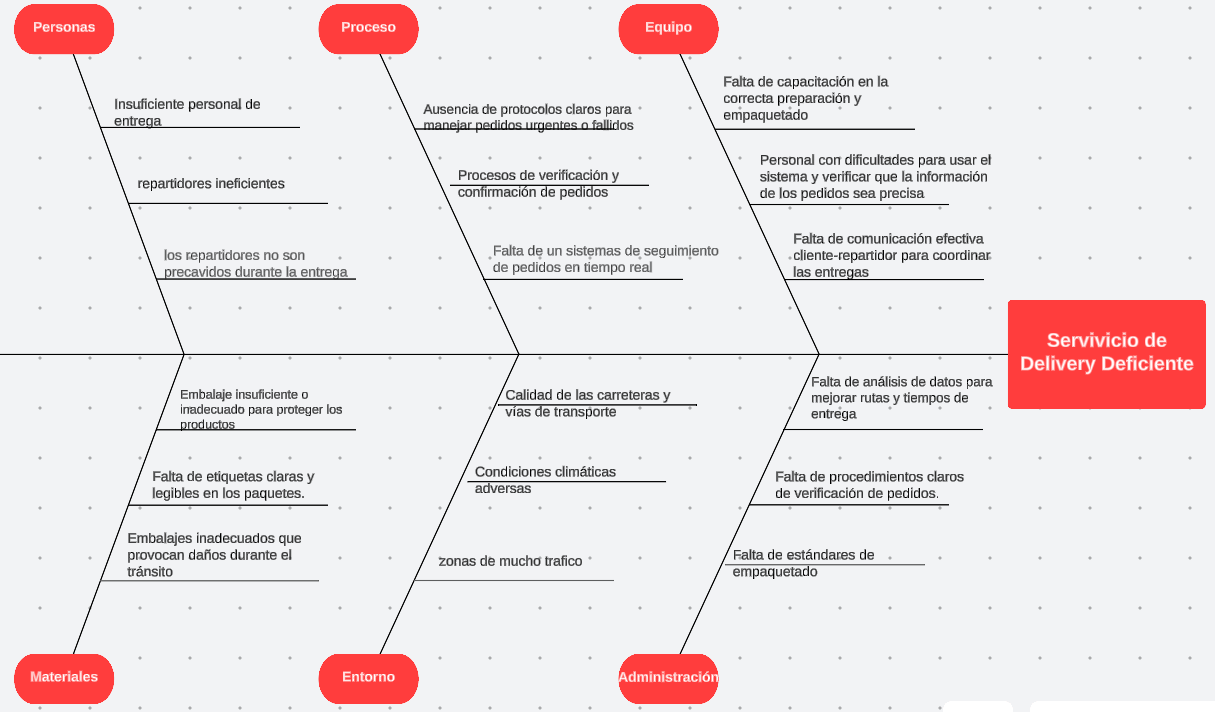 Personas
Proceso
Equipo
Insuficiente personal de
entrega
repartidores ineficientes
los repartidores no son
precavidos durante la entrega
Ausencia de protocolos claros para
manejar pedidos urgentes o fallidos
Procesos de verificación y
confirmación de pedidos
Falta de un sistemas de seguimiento
de pedidos en tiempo real
Falta de capacitación en la
correcta preparación y
empaquetado
Personal con dificultades para usar el
sistema y verificar que la información
de los pedidos sea precisa
Falta de comunicación efectiva
cliente-repartidor para coordinar
las entregas
Servivicio de
Delivery Deficiente
Embalaje insuficiente o
inadecuado para proteger los
productos
Falta de etiquetas claras y
legibles en los paquetes.
Embalajes inadecuados que
provocan daños durante el
tránsito
Calidad de las carreteras y
vías de transporte
Condiciones climáticas
adversas
zonas de mucho trafico
Falta de análisis de datos para
mejorar rutas y tiempos de
entrega
Falta de procedimientos claros
de verificación de pedidos.
Falta de estándares de
empaquetado
Materiales
Entorno
Administración